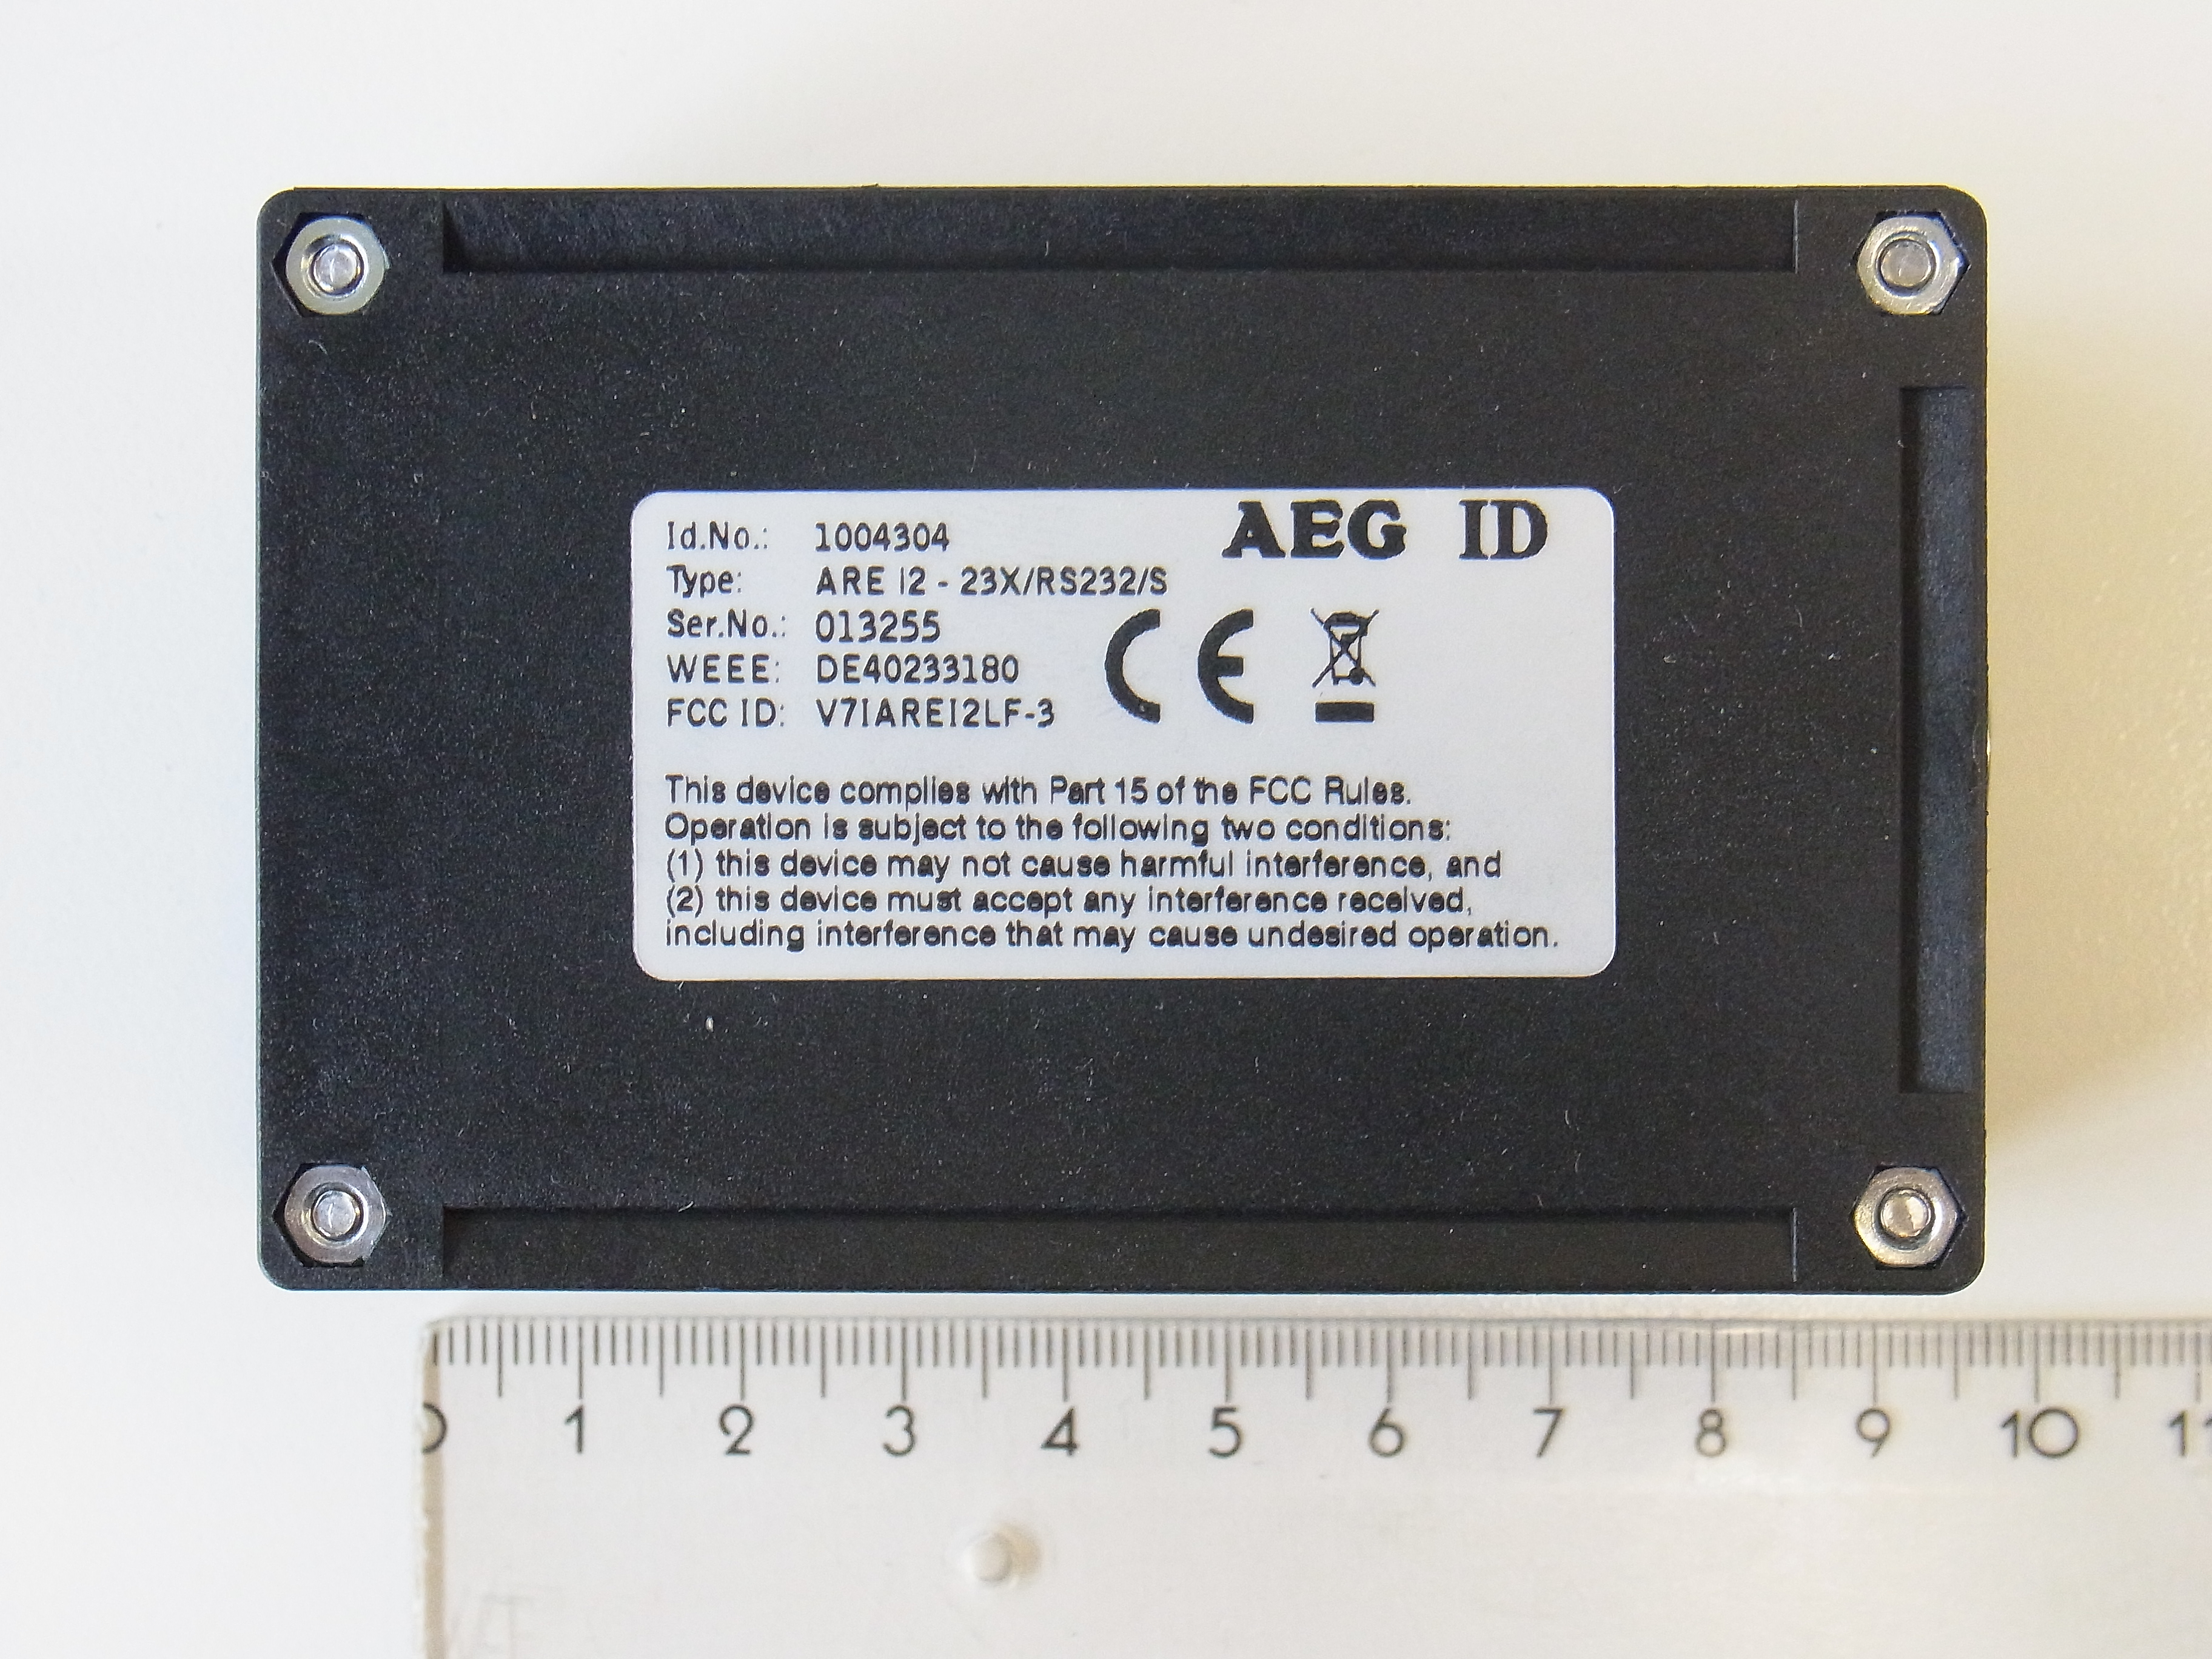 AEG ID
Id.No.: 1004304
Type: ARE I2 - 23X/RS232/S
Ser.No.: 013255
WEEE: DE40233180
FCC ID: V7IAREI2LF-3
CE
This device complies with Part 15 of the FCC Rules.
Operation is subject to the following two conditions:
(1) this device may not cause harmful interference, and
(2) this device must accept any interference received,
including interference that may cause undesired operation.
0 1 2 3 4 5 6 7 8 9 10 11